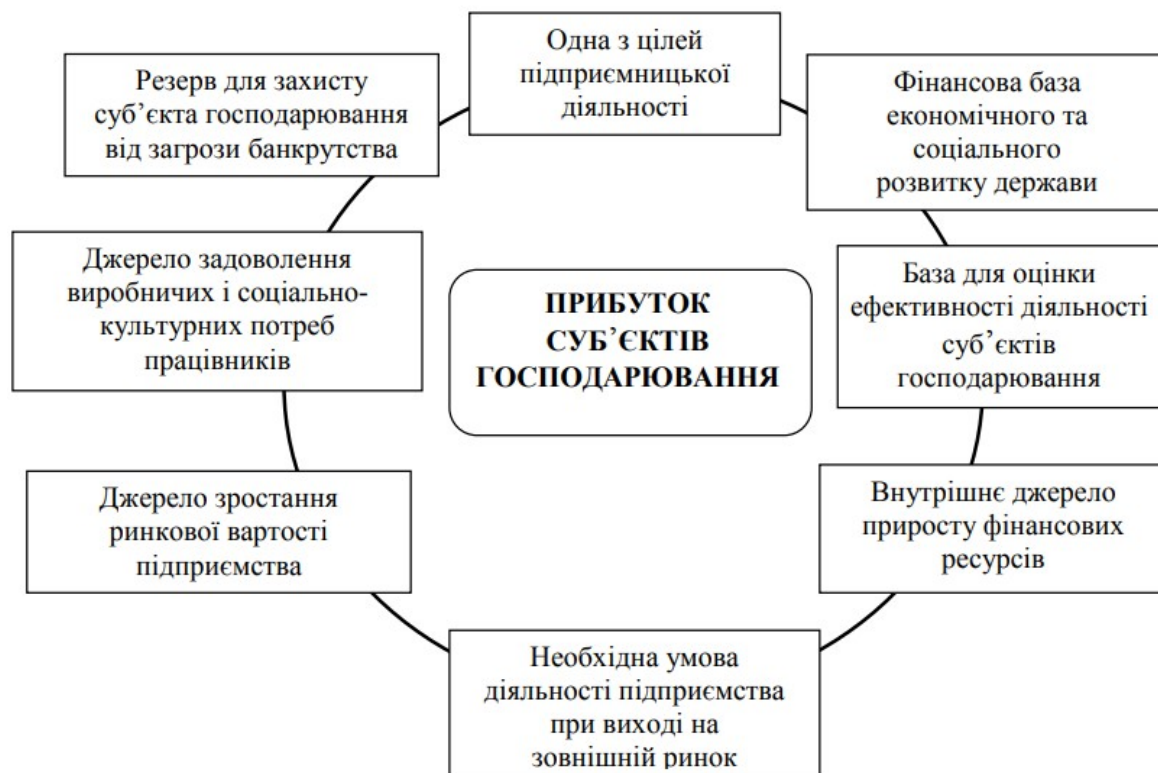 Одна з цілей
підприємницької
діяльності
Резерв для захисту
суб’єкта господарювання
від загрози банкрутства
Фінансова база
економічного та
соціального
розвитку держави
Джерело задоволення
виробничих і соціально-
культурних потреб
працівників
ПРИБУТОК
СУБ’ЄКТІВ
ГОСПОДАРЮВАННЯ
База для оцінки
ефективності діяльності
суб’єктів
господарювання
Джерело зростання
ринкової вартості
підприємства
Внутрішнє джерело
приросту фінансових
ресурсів
Необхідна умова
діяльності підприємства
при виході на
зовнішній ринок